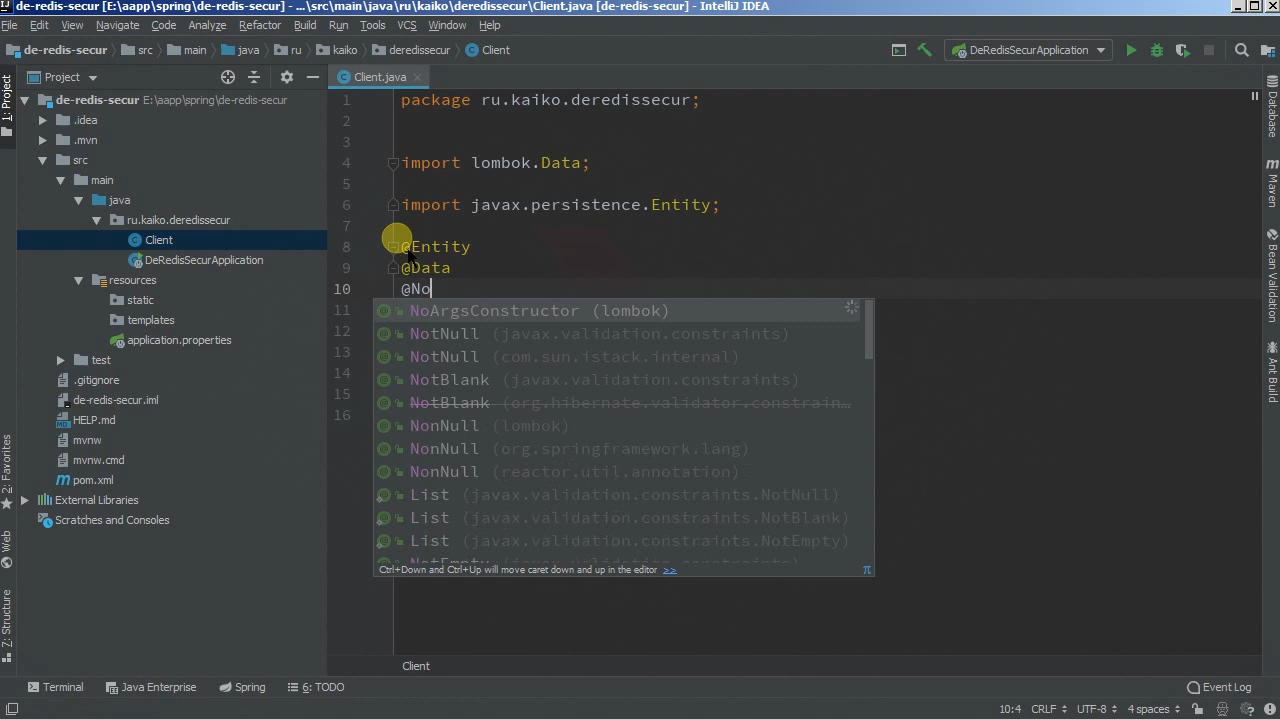 de-redis-secur [E:\aapp\spring\de-redis-secur] - ...\src\main\java\ru\kaiko\deredissecur\Client.java [de-redis-secur] - IntelliJ IDEA
File Edit View Navigate Code Analyze Refactor Build Run Tools VCS Window Help
de-redis-secur src main java ru kaiko deredissecur Client DeRedisSecurApplication
Project Client.java
1: Project
de-redis-secur E:\aapp\spring\de-redis-secur
.idea
.mvn
src
main
java
ru.kaiko.deredissecur
Client
DeRedisSecurApplication
resources
static
templates
application.properties
test
.gitignore
de-redis-secur.iml
HELP.md
mvnw
mvnw.cmd
pom.xml
External Libraries
Scratches and Consoles
2: Favorites
Web
7: Structure
1 package ru.kaiko.deredissecur;
2
3
4 import lombok.Data;
5
6 import javax.persistence.Entity;
7
8 @Entity
9 @Data
10 @No
11
12
13
14
15
16
NoArgsConstructor (lombok)
NotNull (javax.validation.constraints)
NotNull (com.sun.istack.internal)
NotBlank (javax.validation.constraints)
NotBlank (org.hibernate.validator.constrain...
NonNull (lombok)
NonNull (org.springframework.lang)
NonNull (reactor.util.annotation)
List (javax.validation.constraints.NotNull)
List (javax.validation.constraints.NotBlank)
List (javax.validation.constraints.NotEmpty)
NotEmpty (javax.validation.constraints)
Ctrl+Down and Ctrl+Up will move caret down and up in the editor >> π
Client
Database
Maven
Bean Validation
Ant Build
Terminal Java Enterprise Spring 6: TODO Event Log
10:4 CRLF UTF-8 4 spaces